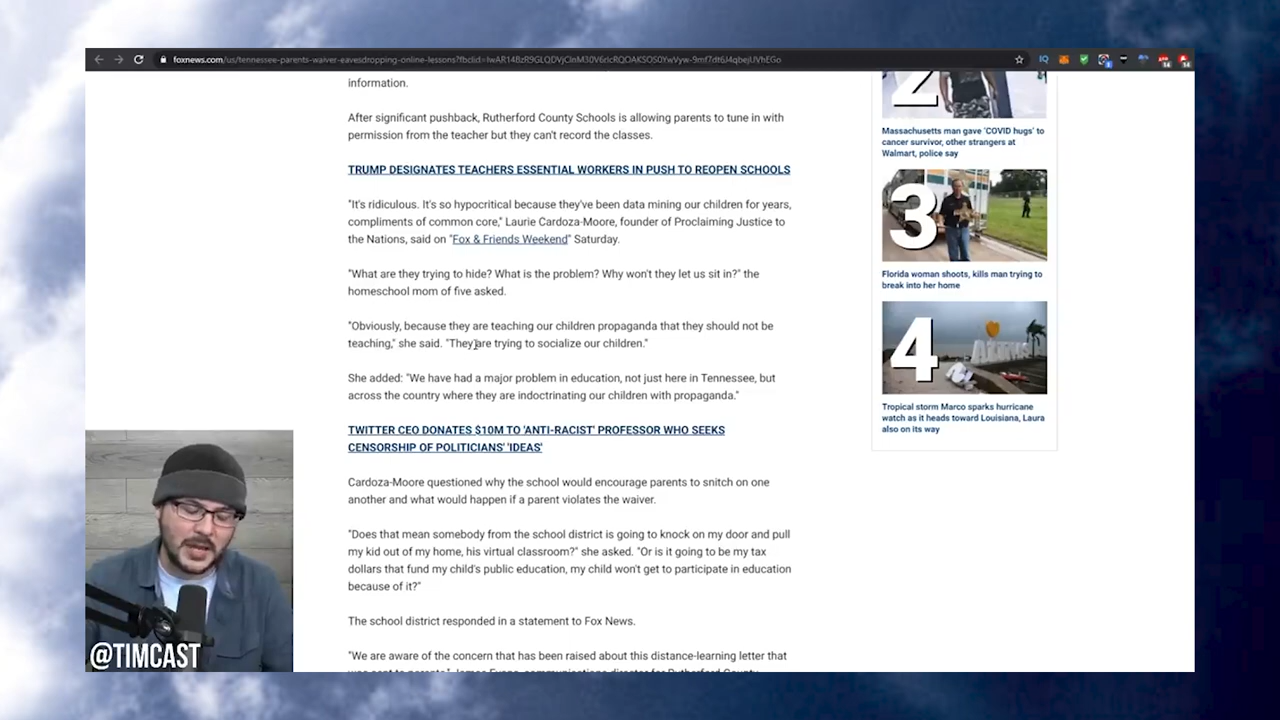 foxnews.com/us/tennessee-parents-waiver-eavesdropping-online-lessons?fbclid=
information.
After significant pushback, Rutherford County Schools is allowing parents to tune in with
permission from the teacher but they can't record the classes.
TRUMP DESIGNATES TEACHERS ESSENTIAL WORKERS IN PUSH TO REOPEN SCHOOLS
"It's ridiculous. It's so hypocritical because they've been data mining our children for years,
compliments of common core," Laurie Cardoza-Moore, founder of Proclaiming Justice to
the Nations, said on "Fox & Friends Weekend" Saturday.
"What are they trying to hide? What is the problem? Why won't they let us sit in?" the
homeschool mom of five asked.
"Obviously, because they are teaching our children propaganda that they should not be
teaching," she said. "They are trying to socialize our children."
She added: "We have had a major problem in education, not just here in Tennessee, but
across the country where they are indoctrinating our children with propaganda."
TWITTER CEO DONATES $10M TO 'ANTI-RACIST' PROFESSOR WHO SEEKS
CENSORSHIP OF POLITICIANS' 'IDEAS'
Cardoza-Moore questioned why the school would encourage parents to snitch on one
another and what would happen if a parent violates the waiver.
"Does that mean somebody from the school district is going to knock on my door and pull
my kid out of my home, his virtual classroom?" she asked. "Or is it going to be my tax
dollars that fund my child's public education, my child won't get to participate in education
because of it?"
The school district responded in a statement to Fox News.
"We are aware of the concern that has been raised about this distance-learning letter that
2
Massachusetts man gave 'COVID hugs' to
cancer survivor, other strangers at
Walmart, police say
3
Florida woman shoots, kills man trying to
break into her home
4
Tropical storm Marco sparks hurricane
watch as it heads toward Louisiana, Laura
also on its way
@TIMCAST